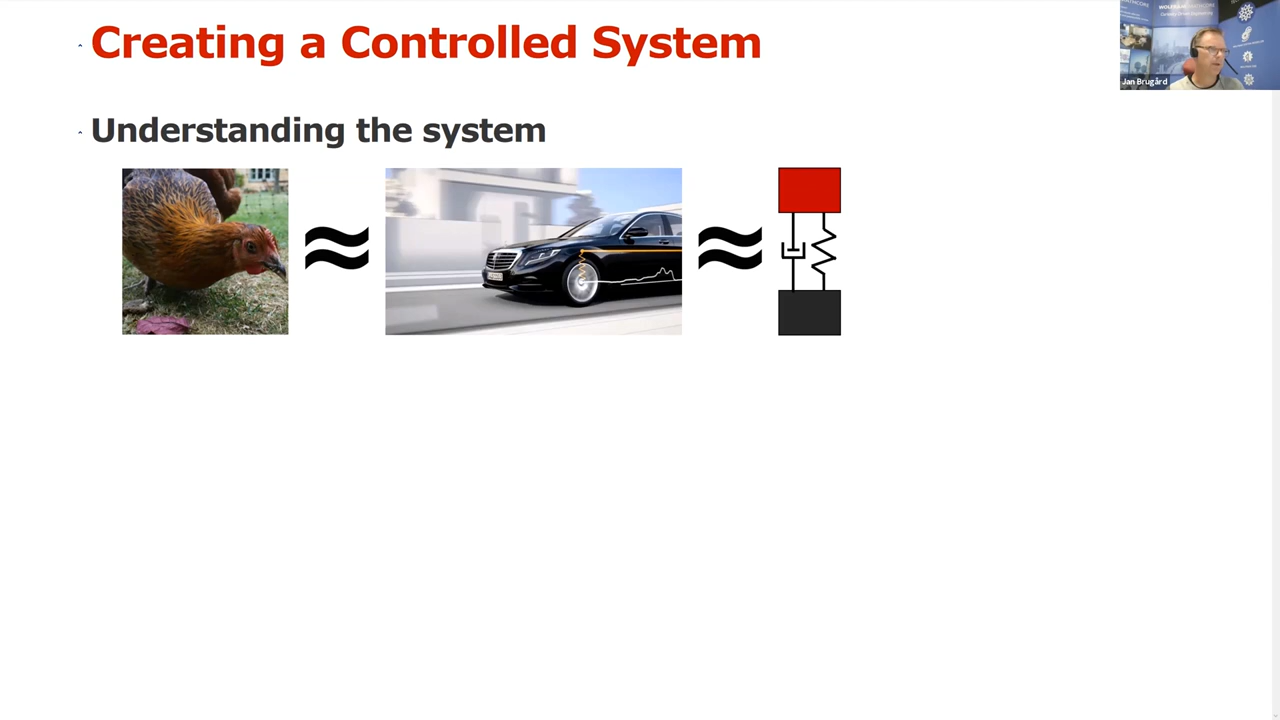 Creating a Controlled System
Understanding the system
≈ ≈
Jan Brugård